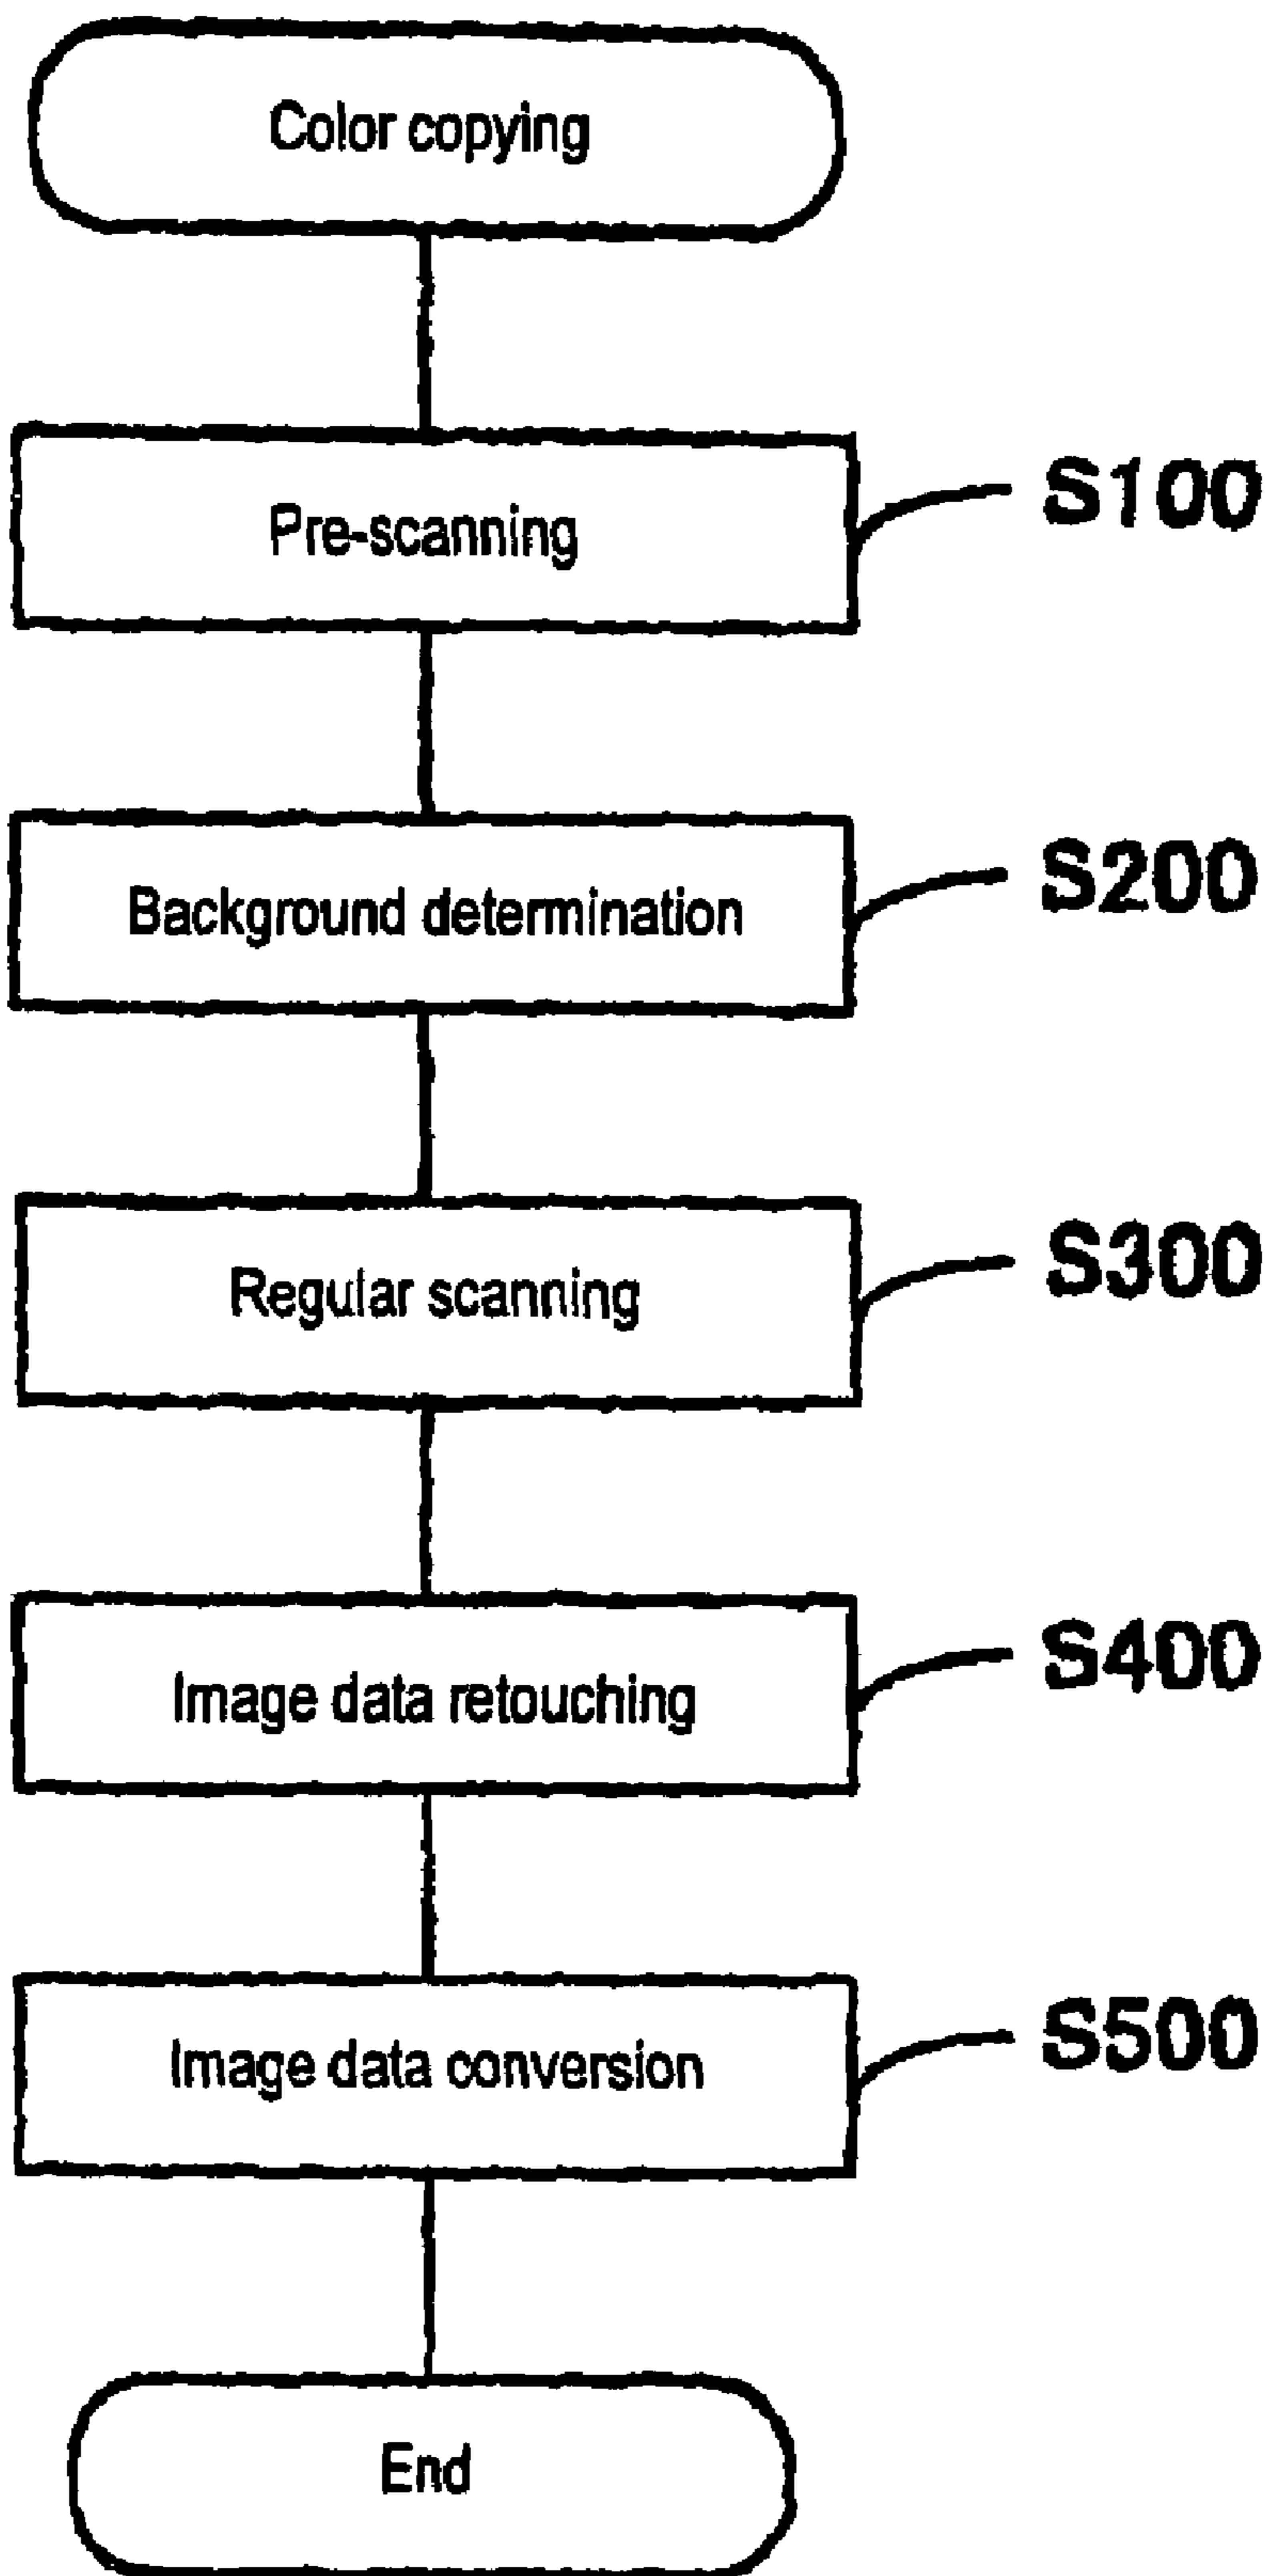 Color copying
Pre-scanning
S100
Background determination
S200
Regular scanning
S300
Image data retouching
S400
Image data conversion
S500
End